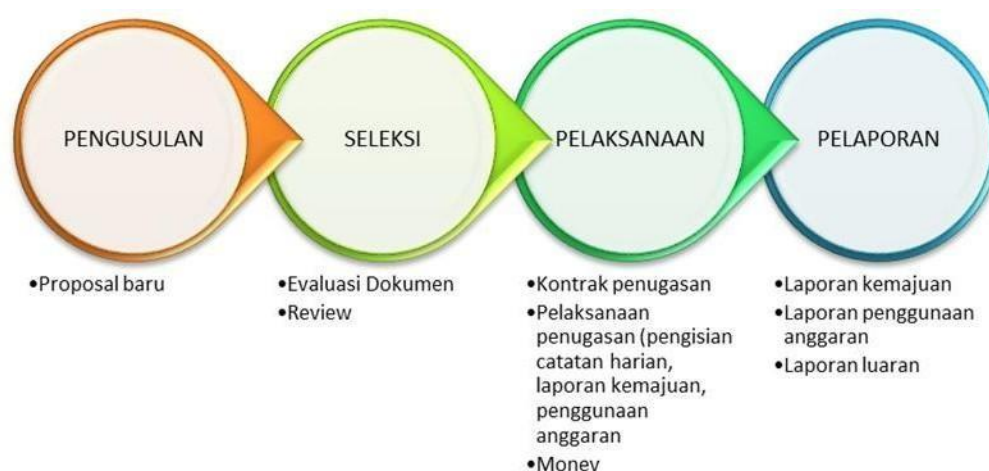 PENGUSULAN
SELEKSI
PELAKSANAAN
PELAPORAN
•Proposal baru
•Evaluasi Dokumen
•Review
•Kontrak penugasan
•Pelaksanaan
penugasan (pengisian
catatan harian,
laporan kemajuan,
penggunaan
anggaran
•Monev
•Laporan kemajuan
•Laporan penggunaan
anggaran
•Laporan luaran